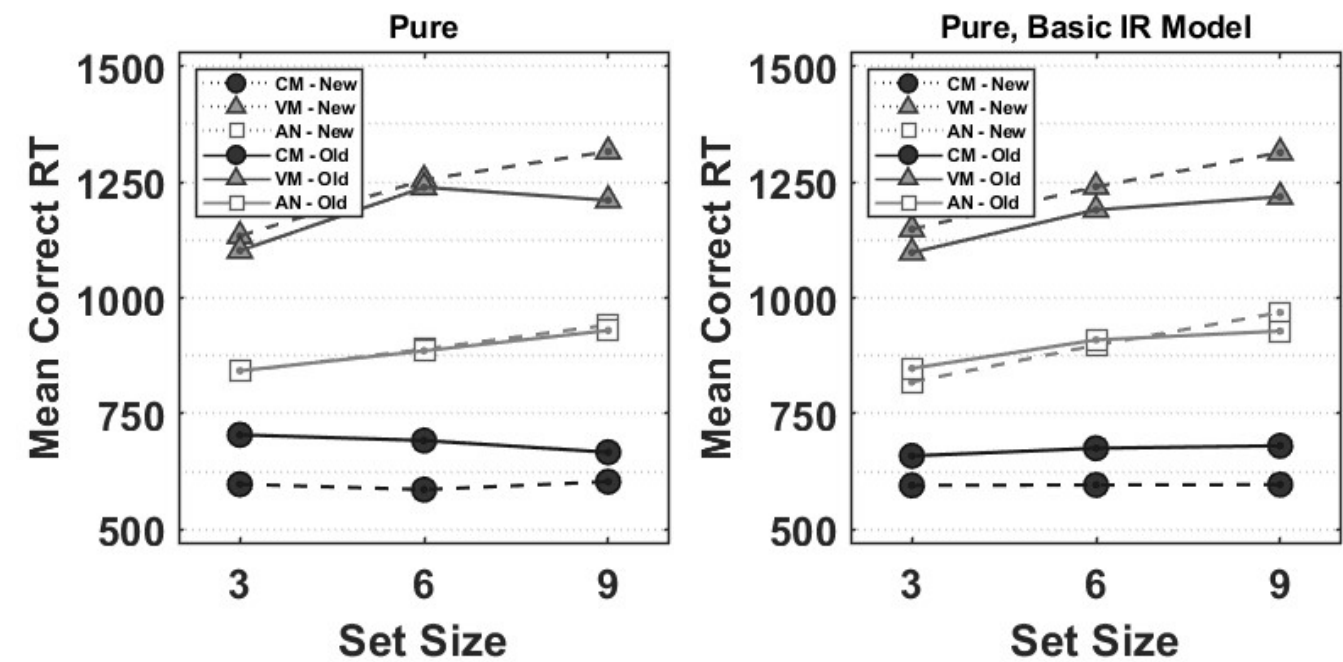 Pure
1500
1250
1000
750
500
Mean Correct RT
CM - New
VM - New
AN - New
CM - Old
VM - Old
AN - Old
3 6 9
Set Size
Pure, Basic IR Model
1500
1250
1000
750
500
Mean Correct RT
CM - New
VM - New
AN - New
CM - Old
VM - Old
AN - Old
3 6 9
Set Size